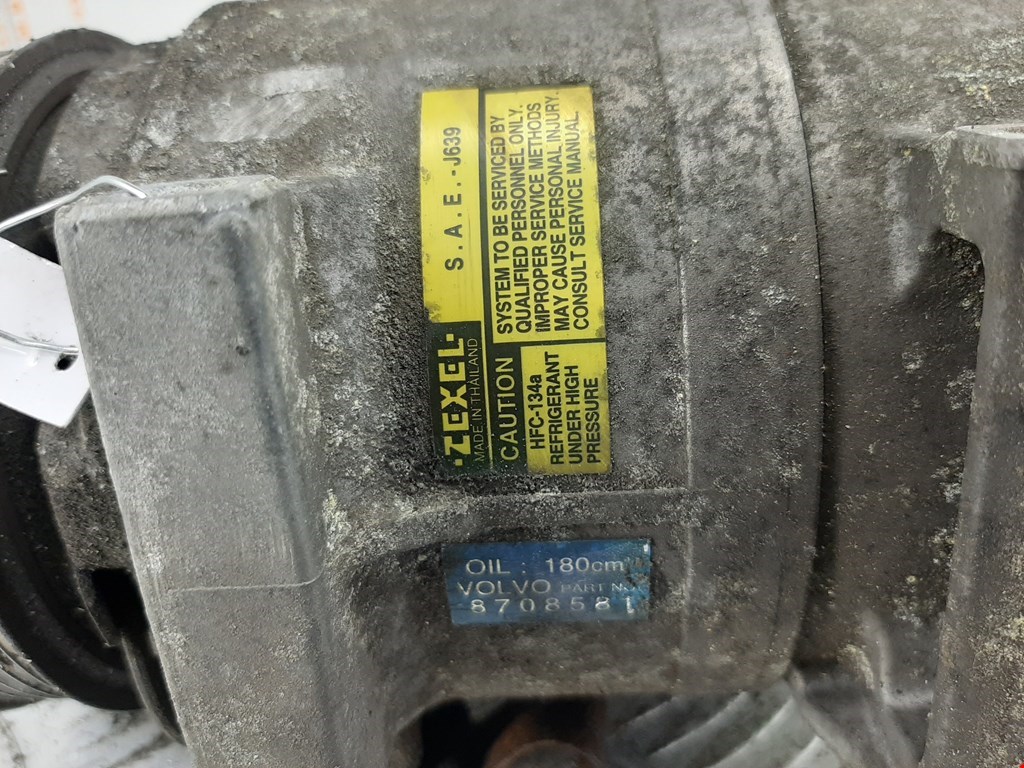 S. A. E. -J639
ZEXEL
MADE IN THAILAND
CAUTION
SYSTEM TO BE SERVICED BY
QUALIFIED PERSONNEL ONLY.
IMPROPER SERVICE METHODS
MAY CAUSE PERSONAL INJURY.
CONSULT SERVICE MANUAL.
HFC-134a
REFRIGERANT
UNDER HIGH
PRESSURE
OIL : 180cm³
VOLVO PART NO.
8708581